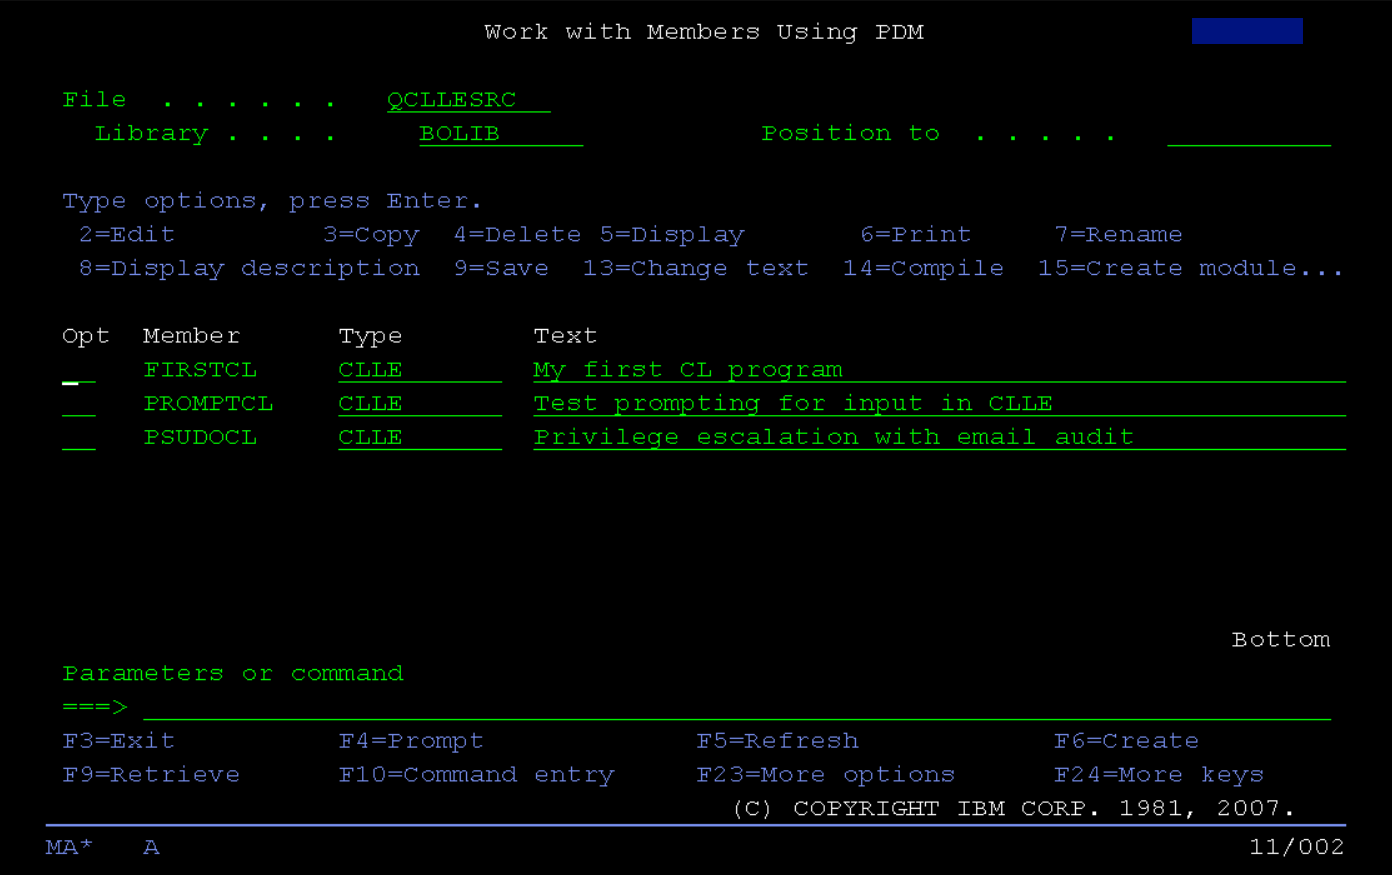 Work with Members Using PDM
File . . . . . . QCLLESRC
Library . . . . BOLIB Position to . . . . .
Type options, press Enter.
2=Edit 3=Copy 4=Delete 5=Display 6=Print 7=Rename
8=Display description 9=Save 13=Change text 14=Compile 15=Create module...
Opt Member Type Text
FIRSTCL CLLE My first CL program
PROMPTCL CLLE Test prompting for input in CLLE
PSUDOCL CLLE Privilege escalation with email audit
Bottom
Parameters or command
===>
F3=Exit F4=Prompt F5=Refresh F6=Create
F9=Retrieve F10=Command entry F23=More options F24=More keys
(C) COPYRIGHT IBM CORP. 1981, 2007.
MA* A 11/002